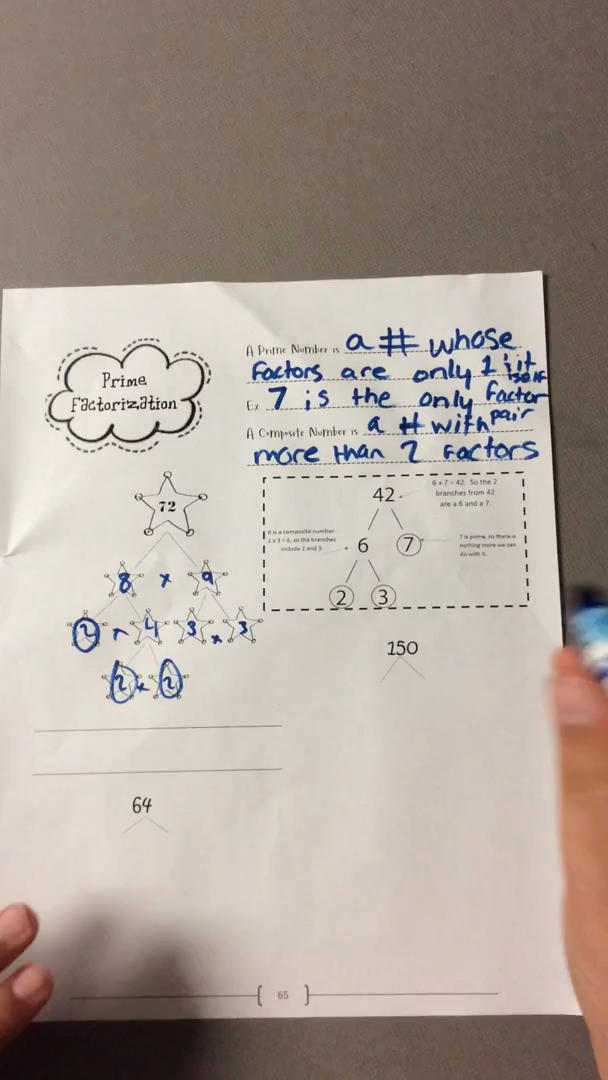 Prime
Factorization
A Prime Number is a # whose
factors are only 1 & it self
Ex 7 is the only factor pair
A Composite Number is a # with
more than 2 factors
72
8 x 9
2 x 4 3 x 3
2 x 2
42
6 x 7 = 42. So the 2
branches from 42
are a 6 and a 7.
6 is a composite number.
2 x 3 = 6, so the branches
include 2 and 3.
6
7
7 is prime, so there is
nothing more we can
do with it.
2
3
150
64
65